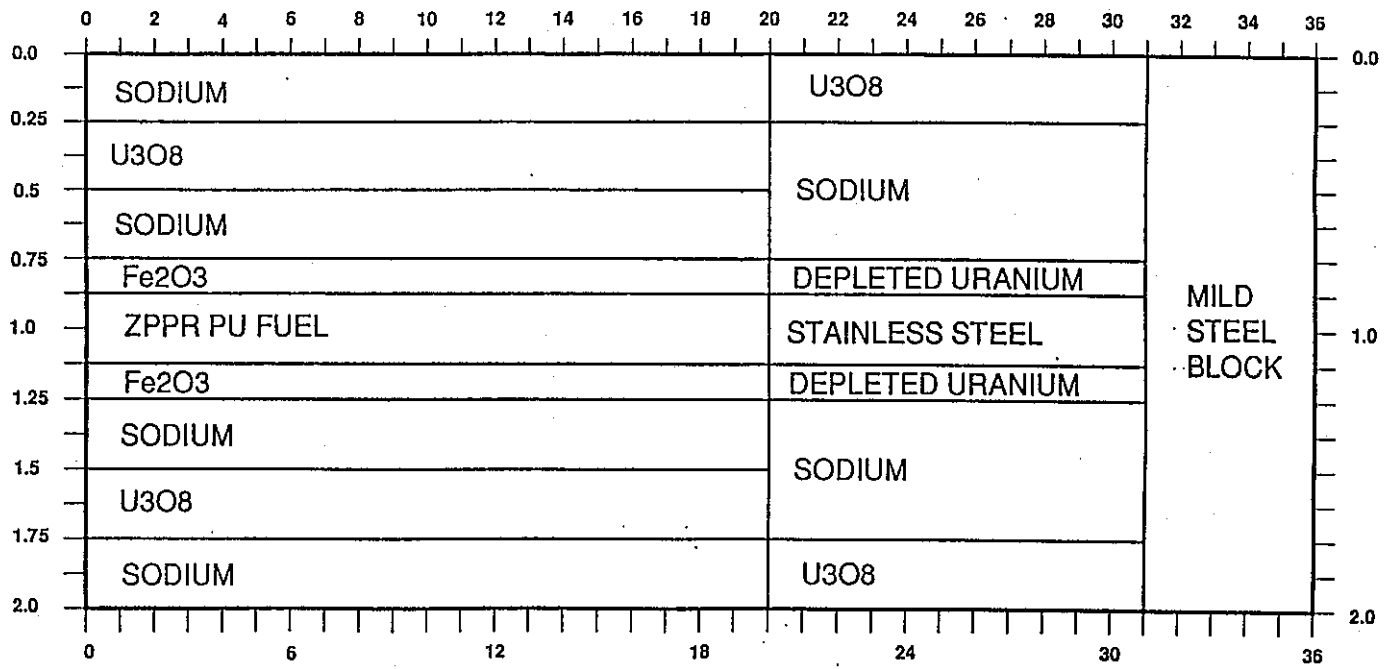 0 2 4 6 8 10 12 14 16 18 20 22 24 26 28 30 32 34 36
0.0 0.0
SODIUM U3O8
0.25
U3O8
0.5 SODIUM
SODIUM
0.75
Fe2O3 DEPLETED URANIUM
MILD
1.0 ZPPR PU FUEL STAINLESS STEEL STEEL 1.0
BLOCK
Fe2O3 DEPLETED URANIUM
1.25
SODIUM
1.5 SODIUM
U3O8
1.75
SODIUM U3O8
2.0 2.0
0 6 12 18 24 30 36